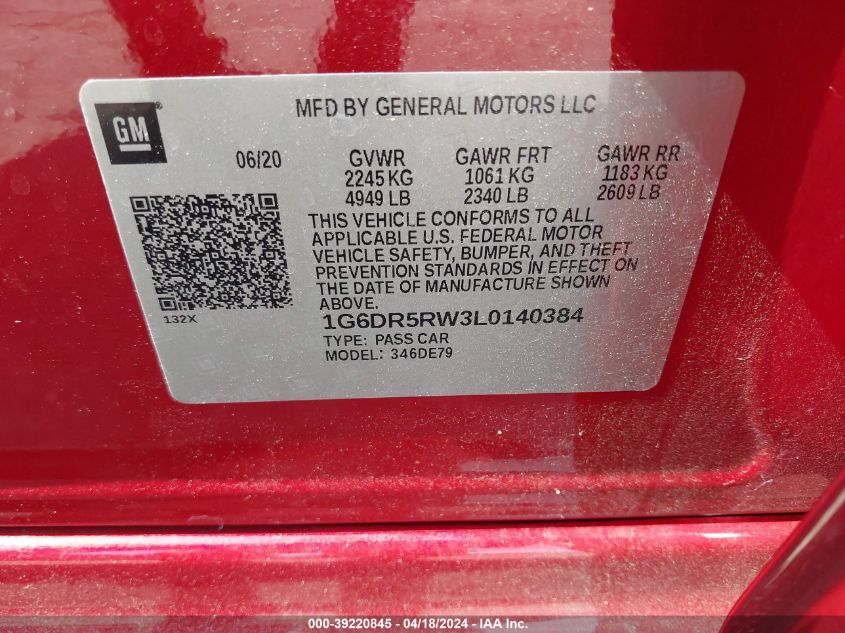 MFD BY GENERAL MOTORS LLC
GM
06/20
GVWR GAWR FRT GAWR RR
2245 KG 1061 KG 1183 KG
4949 LB 2340 LB 2609 LB
THIS VEHICLE CONFORMS TO ALL
APPLICABLE U.S. FEDERAL MOTOR
VEHICLE SAFETY, BUMPER, AND THEFT
PREVENTION STANDARDS IN EFFECT ON
THE DATE OF MANUFACTURE SHOWN
ABOVE.
132X
1G6DR5RW3L0140384
TYPE: PASS CAR
MODEL: 346DE79
000-39220845 - 04/18/2024 - IAA Inc.